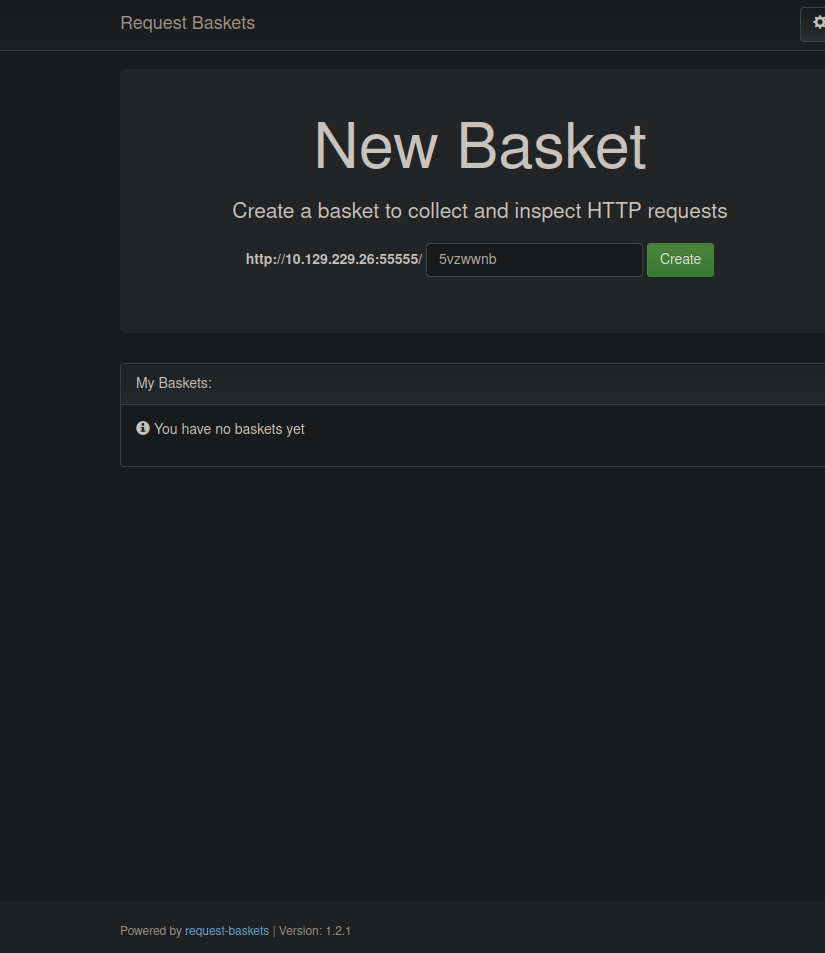 Request Baskets
New Basket
Create a basket to collect and inspect HTTP requests
http://10.129.229.26:55555/ 5vzwwnb Create
My Baskets:
You have no baskets yet
Powered by request-baskets | Version: 1.2.1